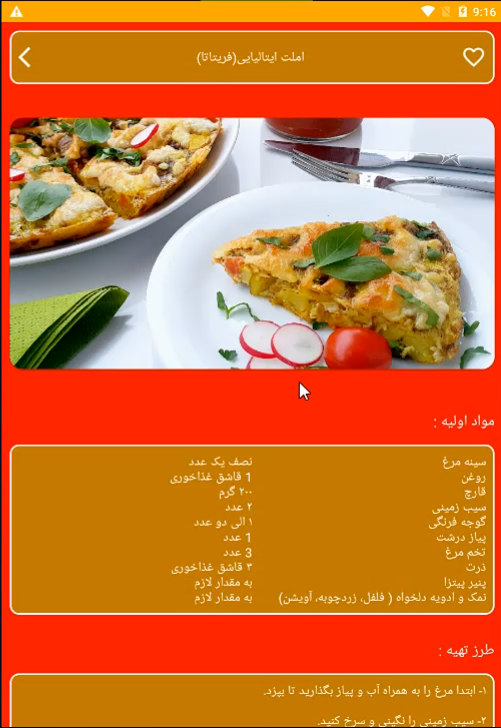 9:16
املت ایتالیایی(فریتاتا)
مواد اولیه :
سینه مرغ نصف یک عدد
روغن 1 قاشق غذاخوری
قارچ ۲۰۰ گرم
سیب زمینی ۲ عدد
گوجه فرنگی ۱ الی دو عدد
پیاز درشت 1 عدد
تخم مرغ 3 عدد
ذرت ۳ قاشق غذاخوری
پنیر پیتزا به مقدار لازم
نمک و ادویه دلخواه ( فلفل، زردچوبه، آویشن) به مقدار لازم
طرز تهیه :
۱- ابتدا مرغ را به همراه آب و پیاز بگذارید تا بپزد.
۲- سیب زمینی را نگینی و سرخ کنید.